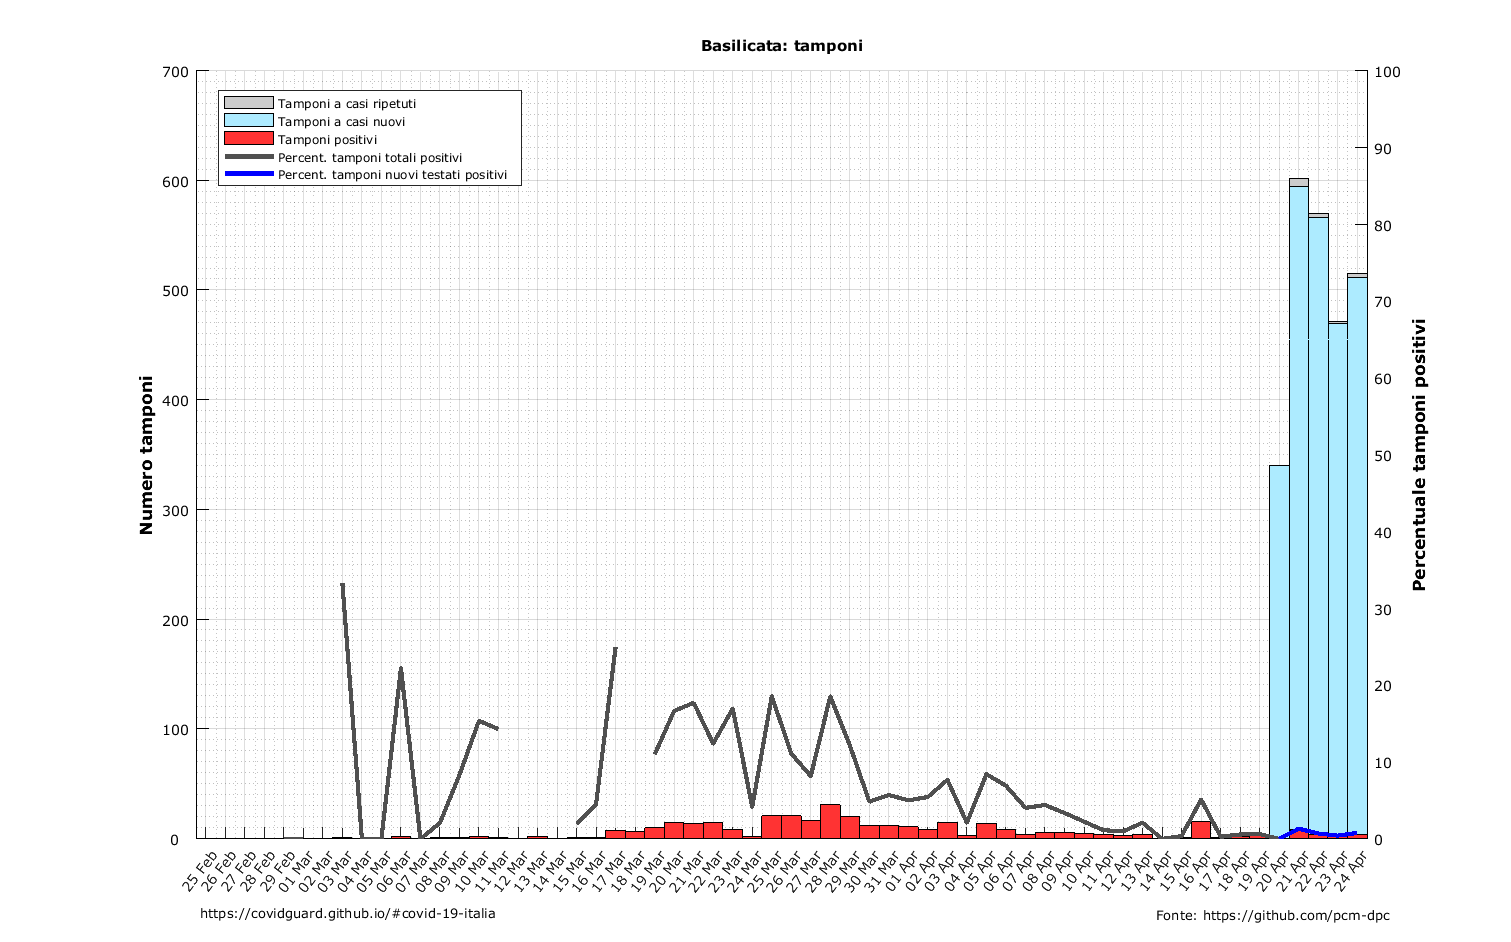 Basilicata: tamponi
Tamponi a casi ripetuti
Tamponi a casi nuovi
Tamponi positivi
Percent. tamponi totali positivi
Percent. tamponi nuovi testati positivi
Numero tamponi
700
600
500
400
300
200
100
0
100
90
80
70
60
50
40
30
20
10
0
Percentuale tamponi positivi
25 Feb
26 Feb
27 Feb
28 Feb
29 Feb
01 Mar
02 Mar
03 Mar
04 Mar
05 Mar
06 Mar
07 Mar
08 Mar
09 Mar
10 Mar
11 Mar
12 Mar
13 Mar
14 Mar
15 Mar
16 Mar
17 Mar
18 Mar
19 Mar
20 Mar
21 Mar
22 Mar
23 Mar
24 Mar
25 Mar
26 Mar
27 Mar
28 Mar
29 Mar
30 Mar
31 Mar
01 Apr
02 Apr
03 Apr
04 Apr
05 Apr
06 Apr
07 Apr
08 Apr
09 Apr
10 Apr
11 Apr
12 Apr
13 Apr
14 Apr
15 Apr
16 Apr
17 Apr
18 Apr
19 Apr
20 Apr
21 Apr
22 Apr
23 Apr
24 Apr
https://covidguard.github.io/#covid-19-italia
Fonte: https://github.com/pcm-dpc